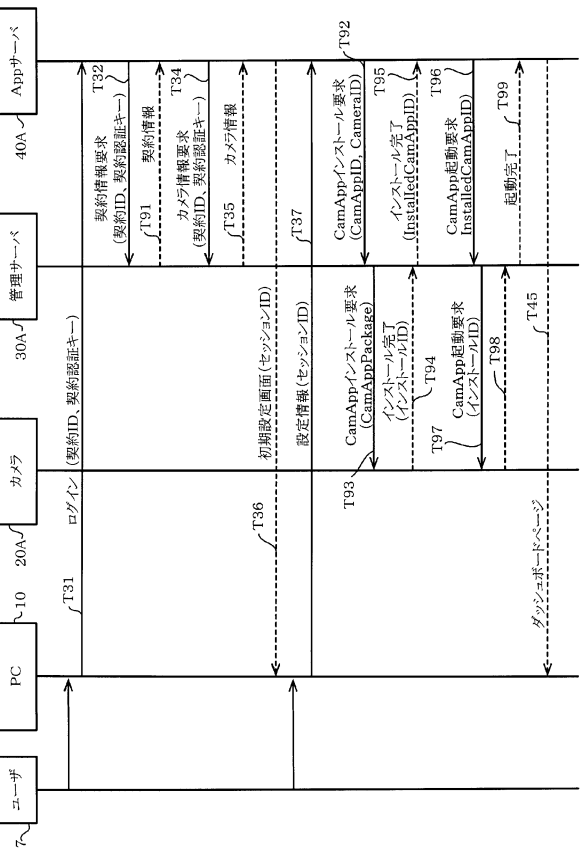 ユーザ
7
PC
10
カメラ
20A
管理サーバ
30A
Appサーバ
40A
ログイン (契約ID、契約認証キー)
T31
契約情報要求
(契約ID、契約認証キー)
T32
契約情報
T91
カメラ情報要求
(契約ID、契約認証キー)
T34
カメラ情報
T35
初期設定画面(セッションID)
T36
設定情報(セッションID)
T37
CamAppインストール要求
(CamAppID, CameraID)
T92
CamAppインストール要求
(CamAppPackage)
T93
インストール完了
(インストールID)
T94
インストール完了
(InstalledCamAppID)
T95
CamApp起動要求
InstalledCamAppID)
T96
CamApp起動要求
(インストールID)
T97
T98
起動完了
T99
ダッシュボードページ
T45